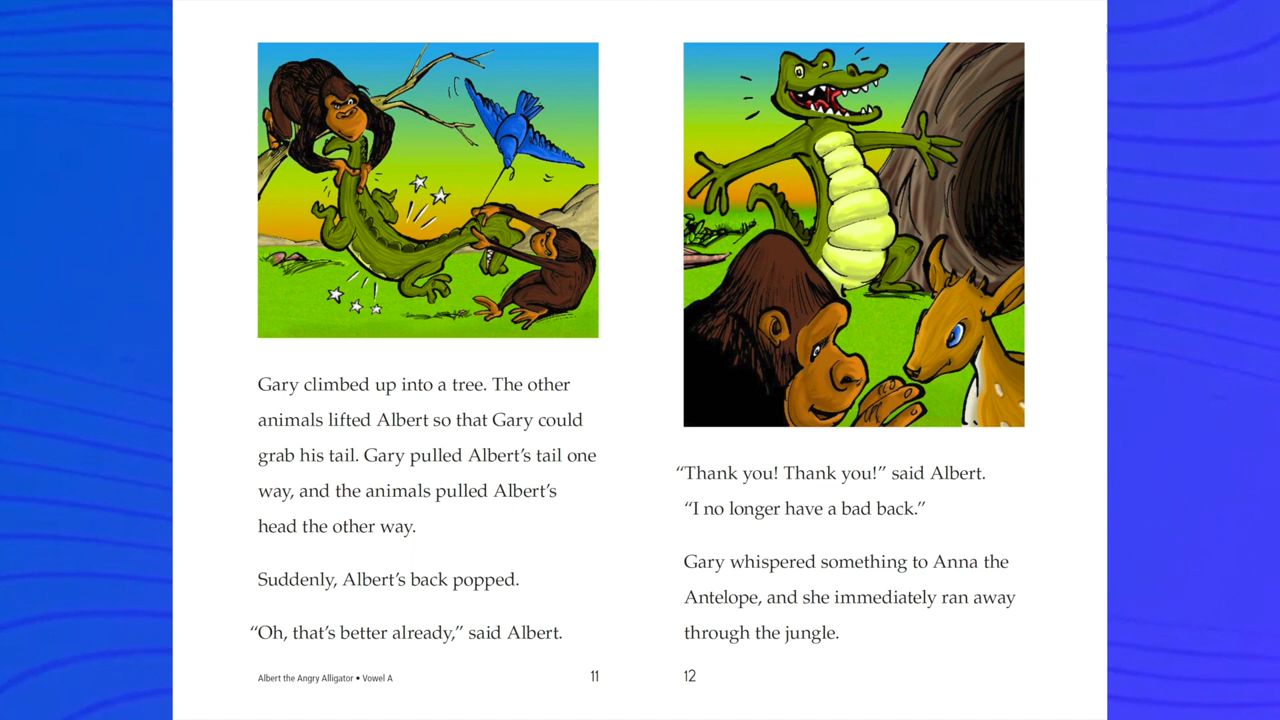 Gary climbed up into a tree. The other
animals lifted Albert so that Gary could
grab his tail. Gary pulled Albert’s tail one
way, and the animals pulled Albert’s
head the other way.
Suddenly, Albert’s back popped.
“Oh, that’s better already,” said Albert.
Albert the Angry Alligator • Vowel A
11
“Thank you! Thank you!” said Albert.
“I no longer have a bad back.”
Gary whispered something to Anna the
Antelope, and she immediately ran away
through the jungle.
12